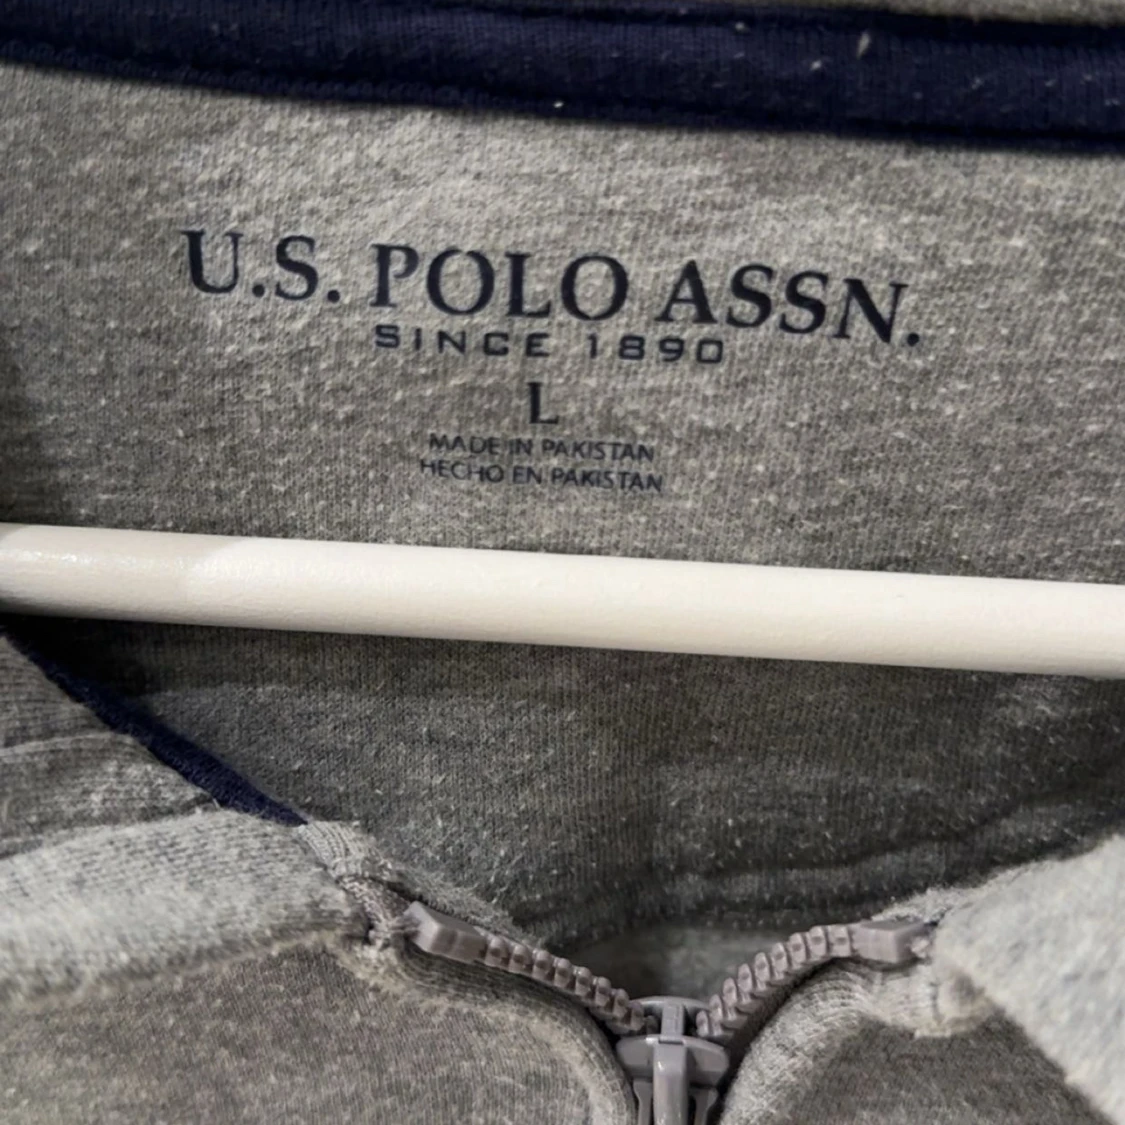 U.S. POLO ASSN.
SINCE 1890
L
MADE IN PAKISTAN
HECHO EN PAKISTAN